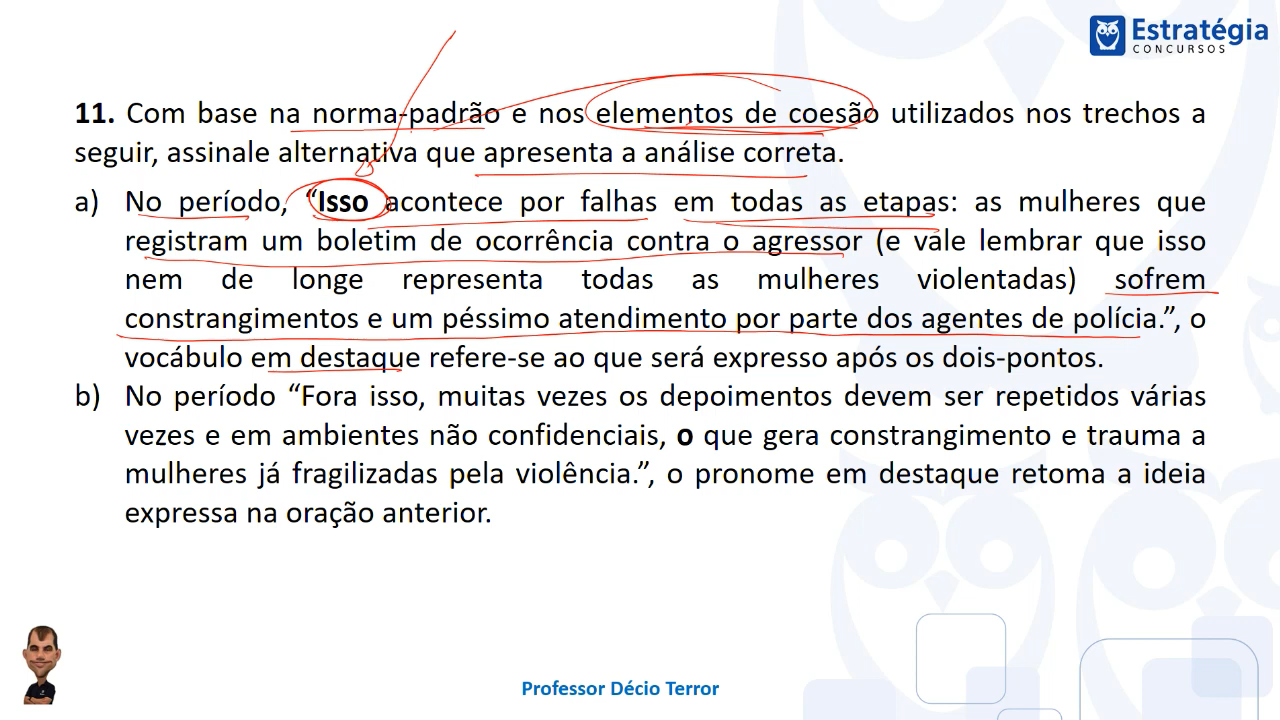 Estratégia
CONCURSOS
11. Com base na norma-padrão e nos elementos de coesão utilizados nos trechos a
seguir, assinale alternativa que apresenta a análise correta.
a) No período, “Isso acontece por falhas em todas as etapas: as mulheres que
registram um boletim de ocorrência contra o agressor (e vale lembrar que isso
nem de longe representa todas as mulheres violentadas) sofrem
constrangimentos e um péssimo atendimento por parte dos agentes de polícia.”, o
vocábulo em destaque refere-se ao que será expresso após os dois-pontos.
b) No período “Fora isso, muitas vezes os depoimentos devem ser repetidos várias
vezes e em ambientes não confidenciais, o que gera constrangimento e trauma a
mulheres já fragilizadas pela violência.”, o pronome em destaque retoma a ideia
expressa na oração anterior.
Professor Décio Terror